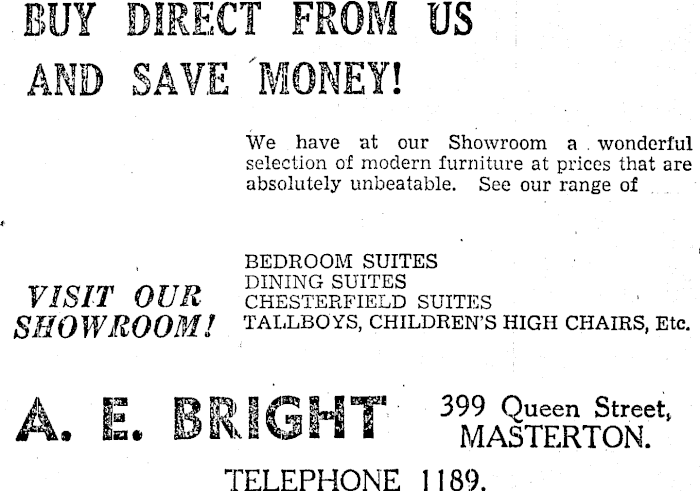 BUY DIRECT FROM US
AND SAVE MONEY!
We have at our Showroom a wonderful
selection of modern furniture at prices that are
absolutely unbeatable. See our range of
VISIT OUR
SHOWROOM!
BEDROOM SUITES
DINING SUITES
CHESTERFIELD SUITES
TALLBOYS, CHILDREN'S HIGH CHAIRS, Etc.
A. E. BRIGHT
399 Queen Street,
MASTERTON.
TELEPHONE 1189.